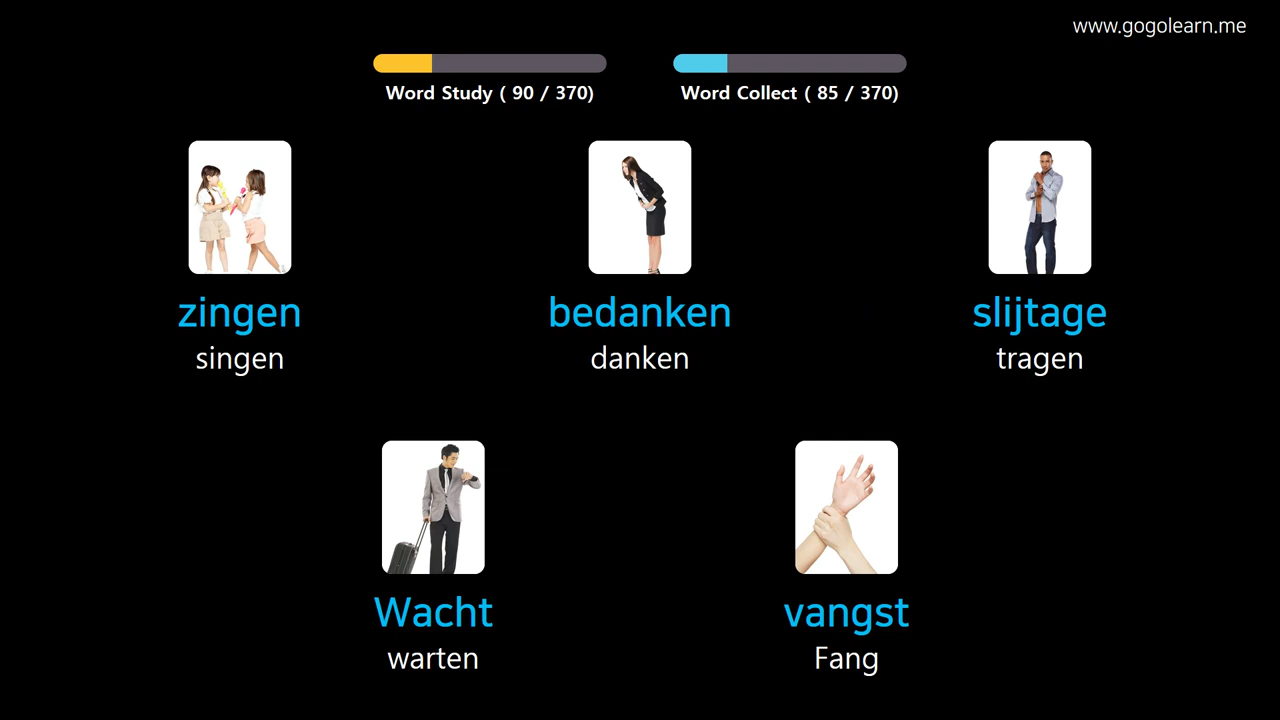 www.gogolearn.me
Word Study ( 90 / 370)
Word Collect ( 85 / 370)
zingen
singen
bedanken
danken
slijtage
tragen
Wacht
warten
vangst
Fang